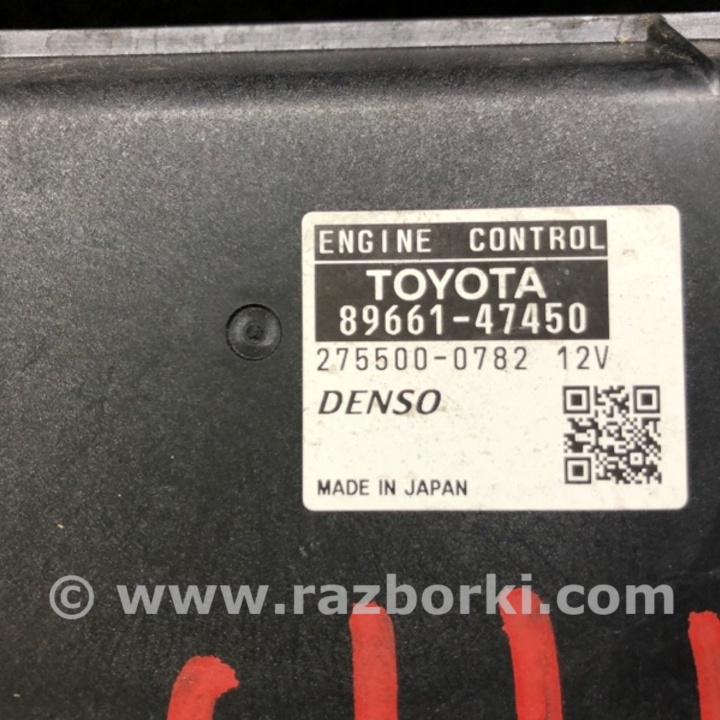 ENGINE CONTROL
TOYOTA
89661-47450
275500-0782 12V
DENSO
MADE IN JAPAN
© www.razborki.com